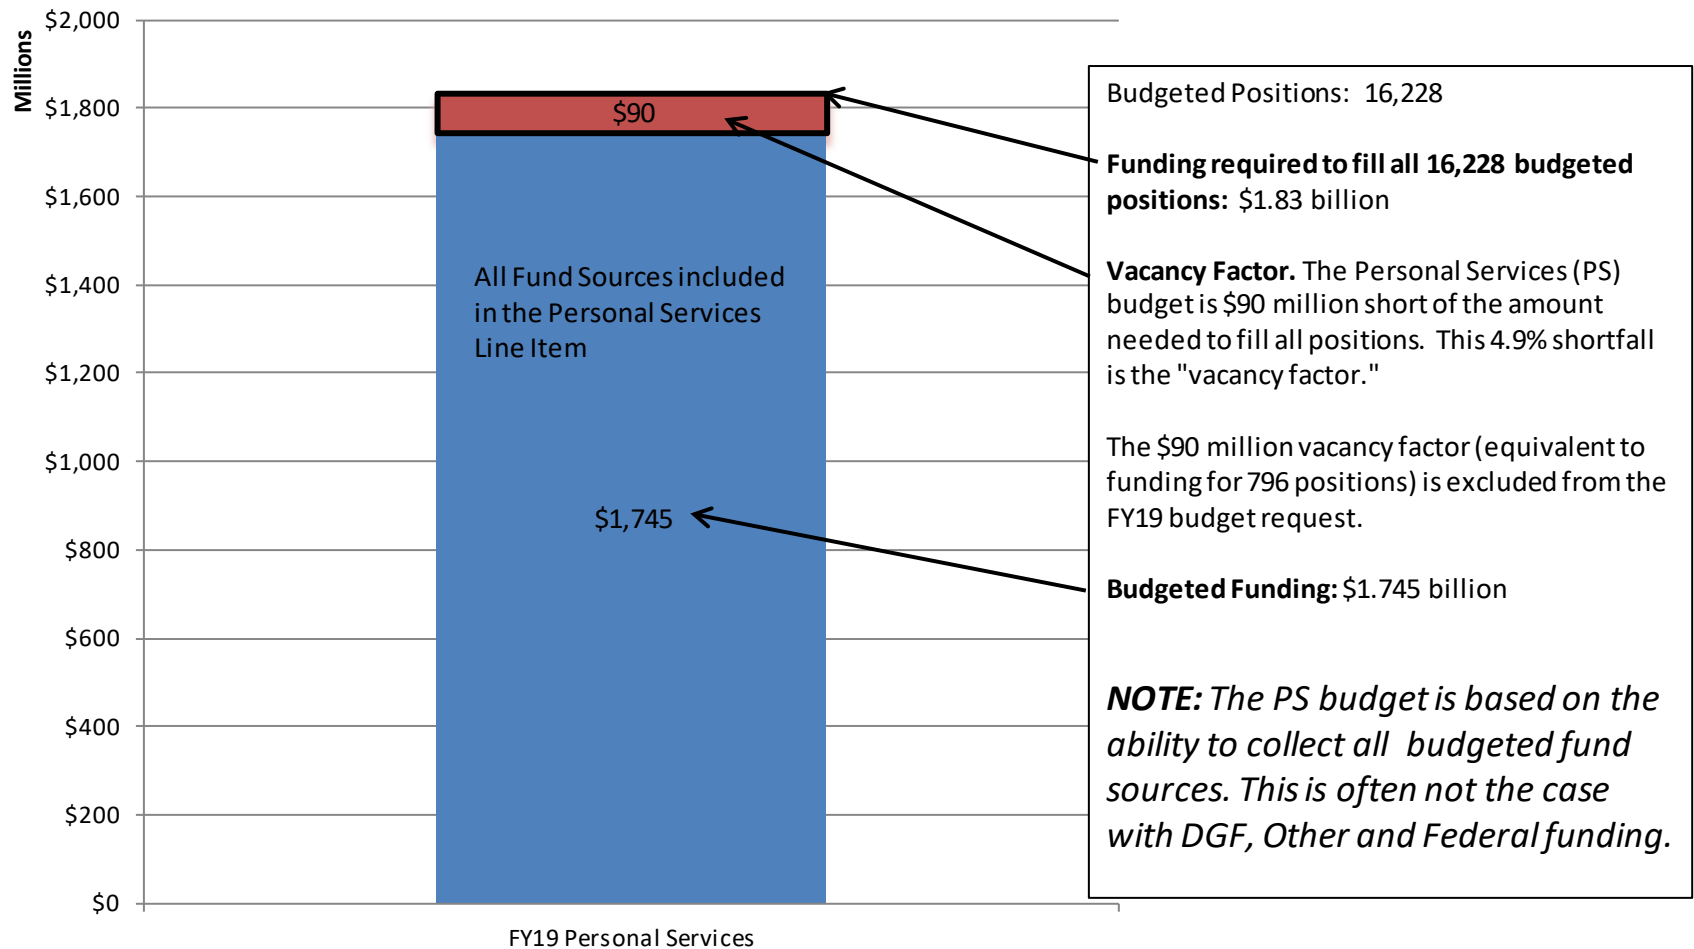 Millions
$2,000
$1,800
$1,600
$1,400
$1,200
$1,000
$800
$600
$400
$200
$0
$90
All Fund Sources included
in the Personal Services
Line Item
$1,745
FY19 Personal Services
Budgeted Positions: 16,228
Funding required to fill all 16,228 budgeted
positions: $1.83 billion
Vacancy Factor. The Personal Services (PS)
budget is $90 million short of the amount
needed to fill all positions. This 4.9% shortfall
is the "vacancy factor."
The $90 million vacancy factor (equivalent to
funding for 796 positions) is excluded from the
FY19 budget request.
Budgeted Funding: $1.745 billion
NOTE: The PS budget is based on the
ability to collect all budgeted fund
sources. This is often not the case
with DGF, Other and Federal funding.